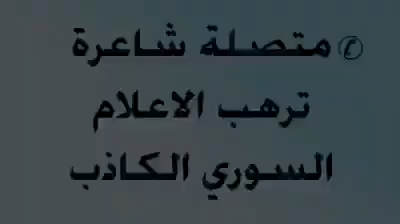 ✆ متصلة شاعرة
ترهب الاعلام
السوري الكاذب